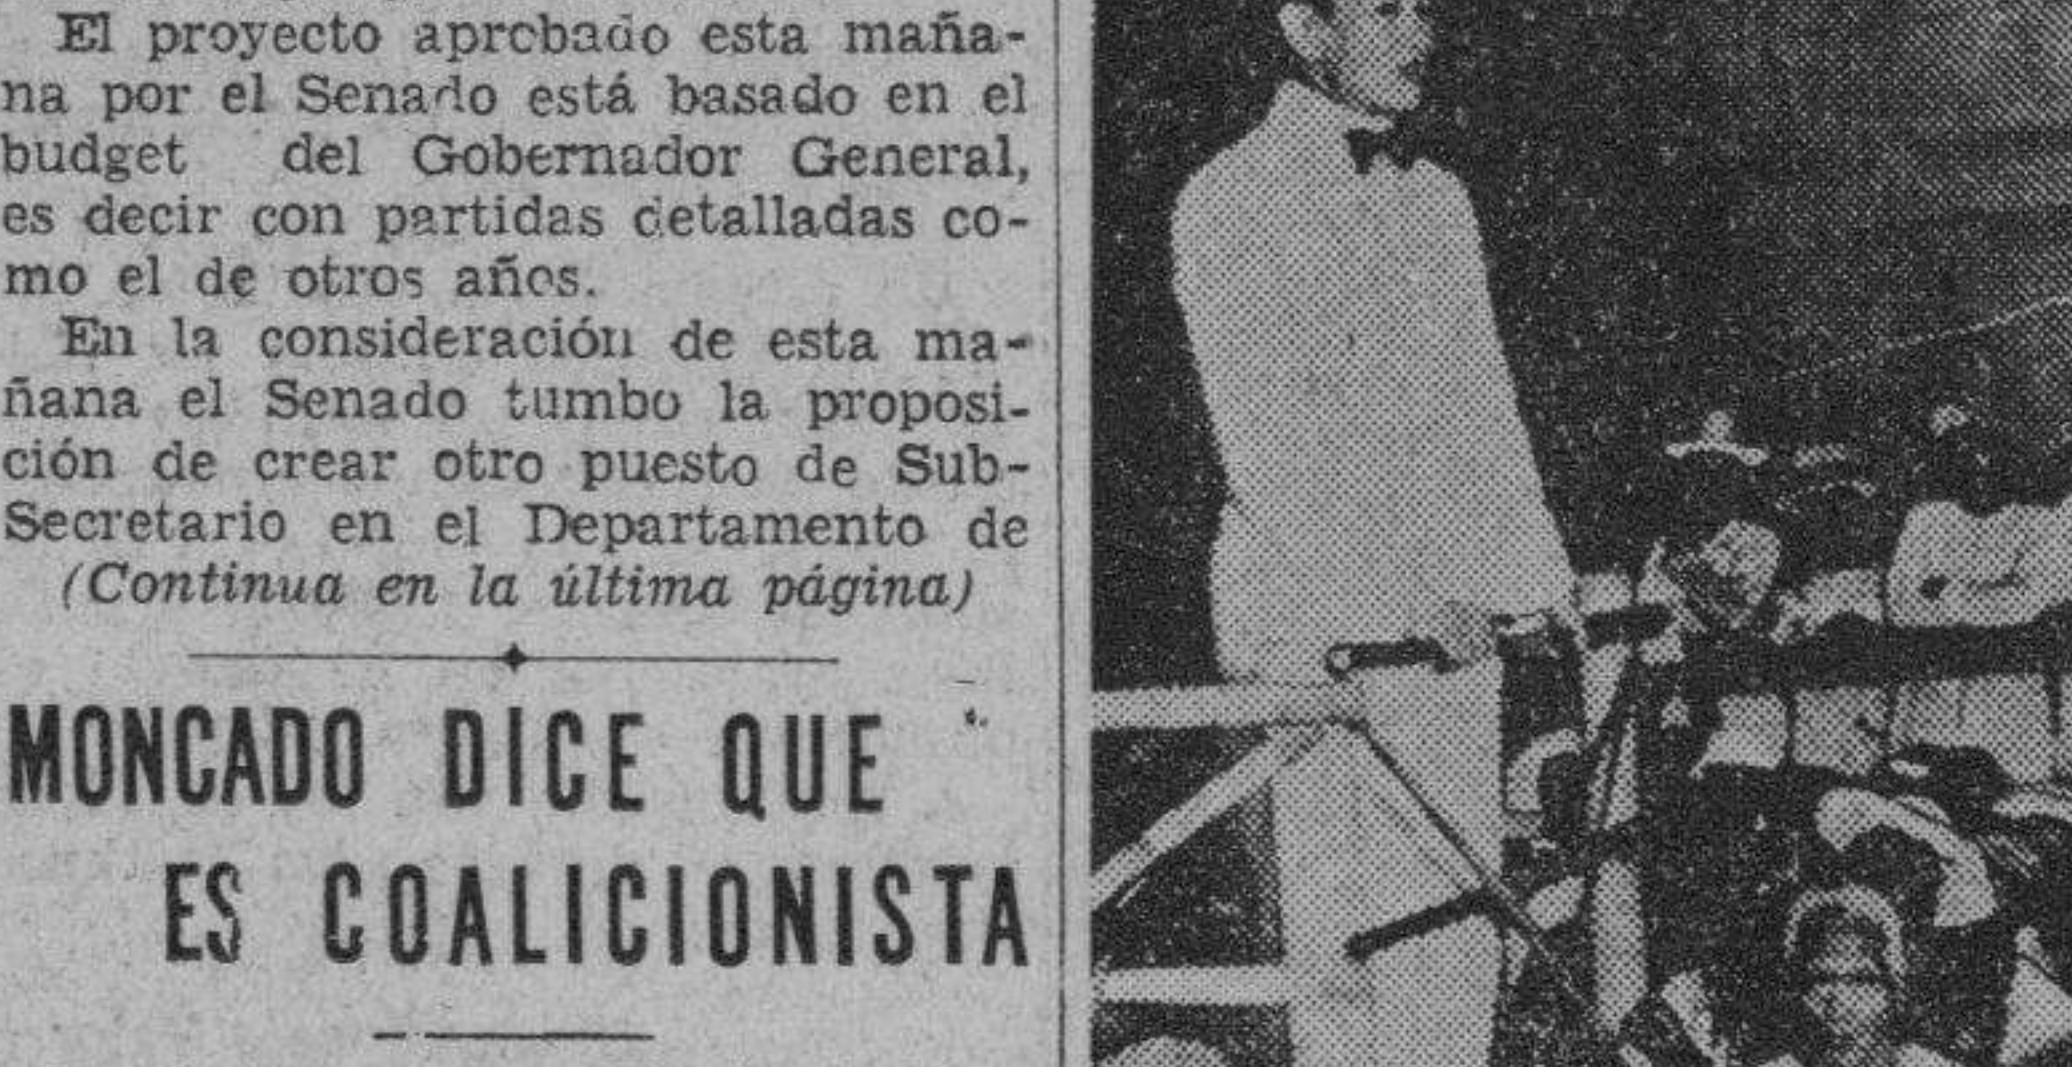 El proyecto aprobado esta maña-
na por el Senado está basado en el
budget del Gobernador General,
es decir con partidas detalladas co-
mo el de otros años.
En la consideración de esta ma-
ñana el Senado tumbo la proposi-
ción de crear otro puesto de Sub-
Secretario en el Departamento de
(Continua en la última página)
MONCADO DICE QUE
ES COALICIONISTA